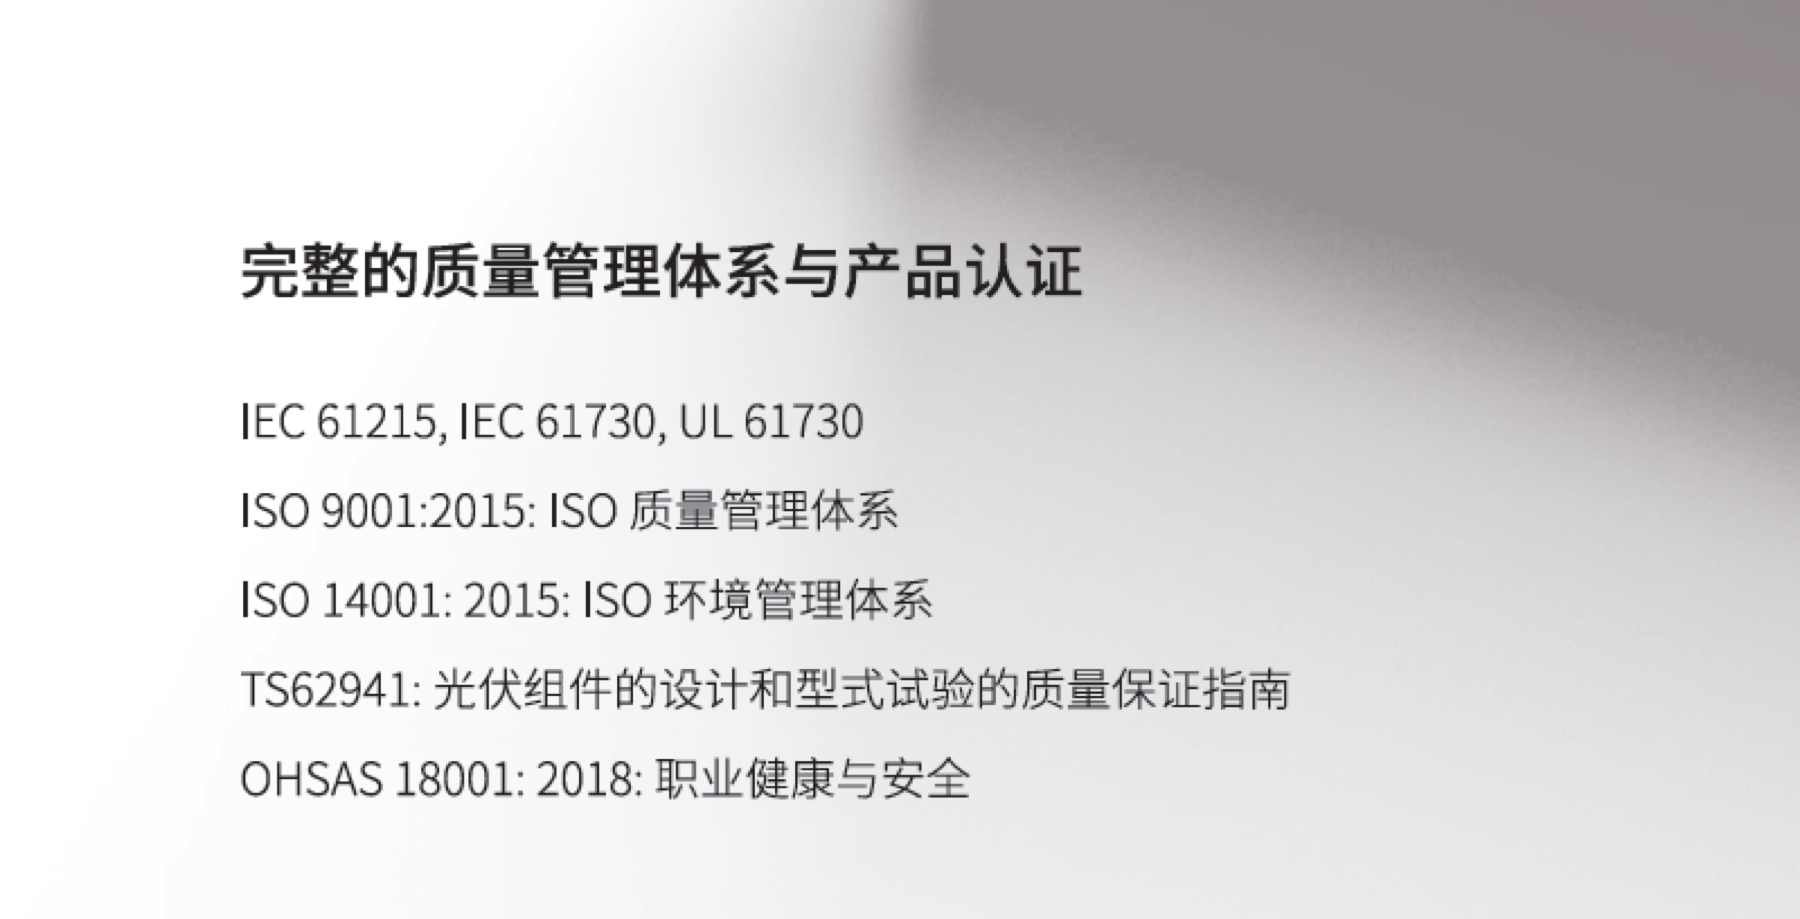 完整的质量管理体系与产品认证
IEC 61215, IEC 61730, UL 61730
ISO 9001:2015: ISO 质量管理体系
ISO 14001: 2015: ISO 环境管理体系
TS62941: 光伏组件的设计和型式试验的质量保证指南
OHSAS 18001: 2018: 职业健康与安全